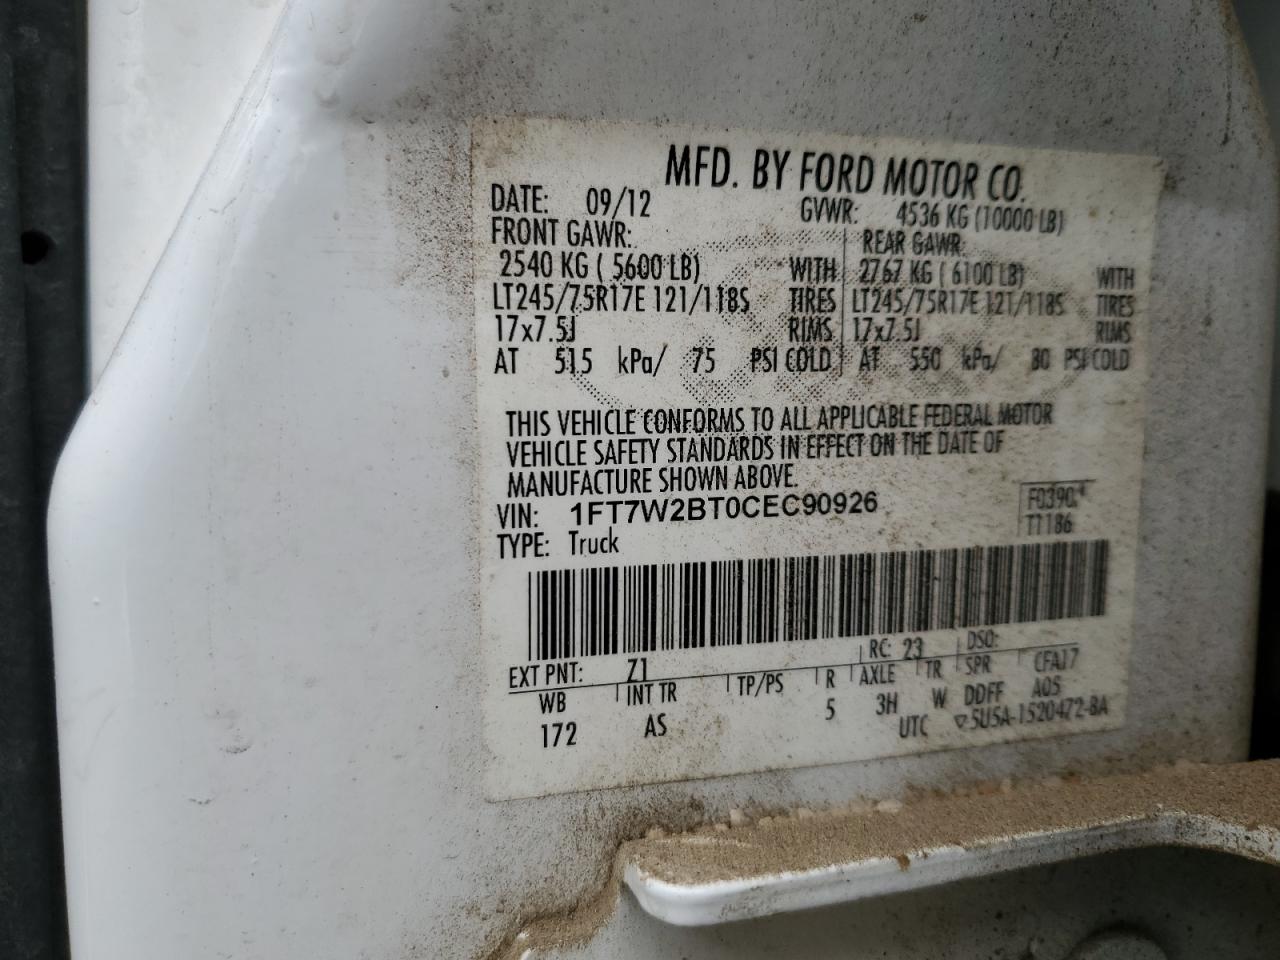 MFD. BY FORD MOTOR CO.
DATE: 09/12 GVWR: 4536 KG (10000 LB)
FRONT GAWR: REAR GAWR:
2540 KG ( 5600 LB) WITH 2767 KG ( 6100 LB) WITH
LT245/75R17E 121/118S TIRES LT245/75R17E 121/118S TIRES
17x7.5J RIMS 17x7.5J RIMS
AT 515 kPa/ 75 PSI COLD AT 550 kPa/ 80 PSI COLD
THIS VEHICLE CONFORMS TO ALL APPLICABLE FEDERAL MOTOR
VEHICLE SAFETY STANDARDS IN EFFECT ON THE DATE OF
MANUFACTURE SHOWN ABOVE.
VIN: 1FT7W2BT0CEC90926
TYPE: Truck
T1186
EXT PNT: Z1 RC: 23 DSO:
WB INT TR TP/PS R AXLE TR SPR CFA17
172 AS 5 3H W DDFF A05
UTC ▽5U5A-1520472-BA